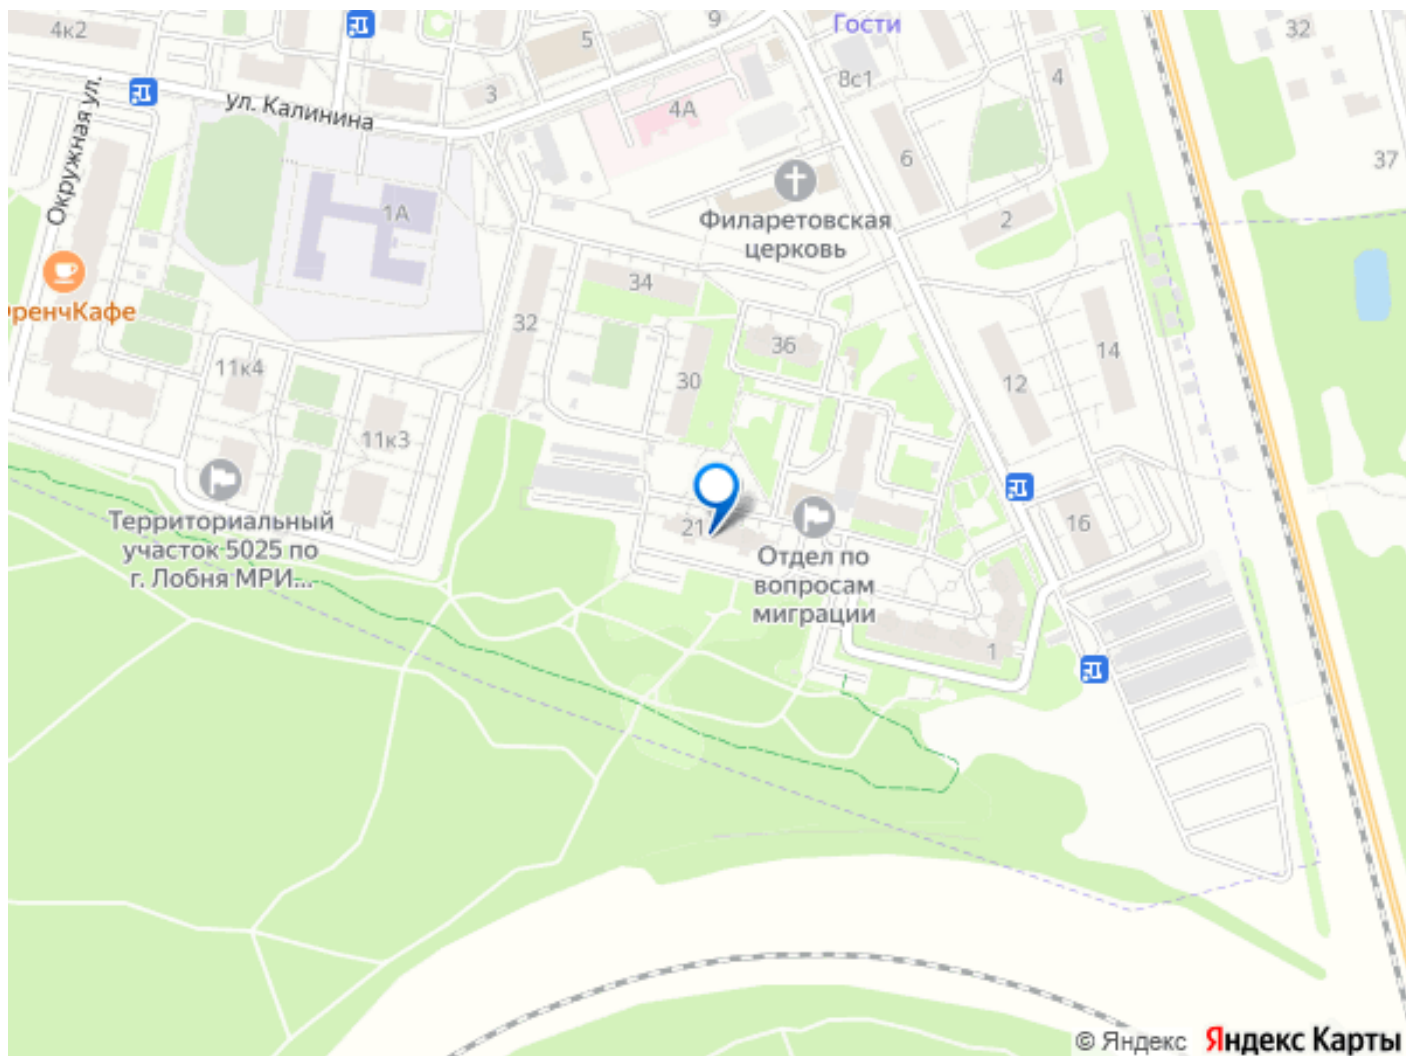 4к2
5
9
Гости
32
8с1
4
3
4А
ул. Калинина
Окружная ул.
6
37
1А
Филаретовская
церковь
2
34
ФренчКафе
32
36
14
11к4
30
12
11к3
21
16
Территориальный
участок 5025 по
г. Лобня МРИ...
Отдел по
вопросам
миграции
1
© Яндекс Яндекс Карты